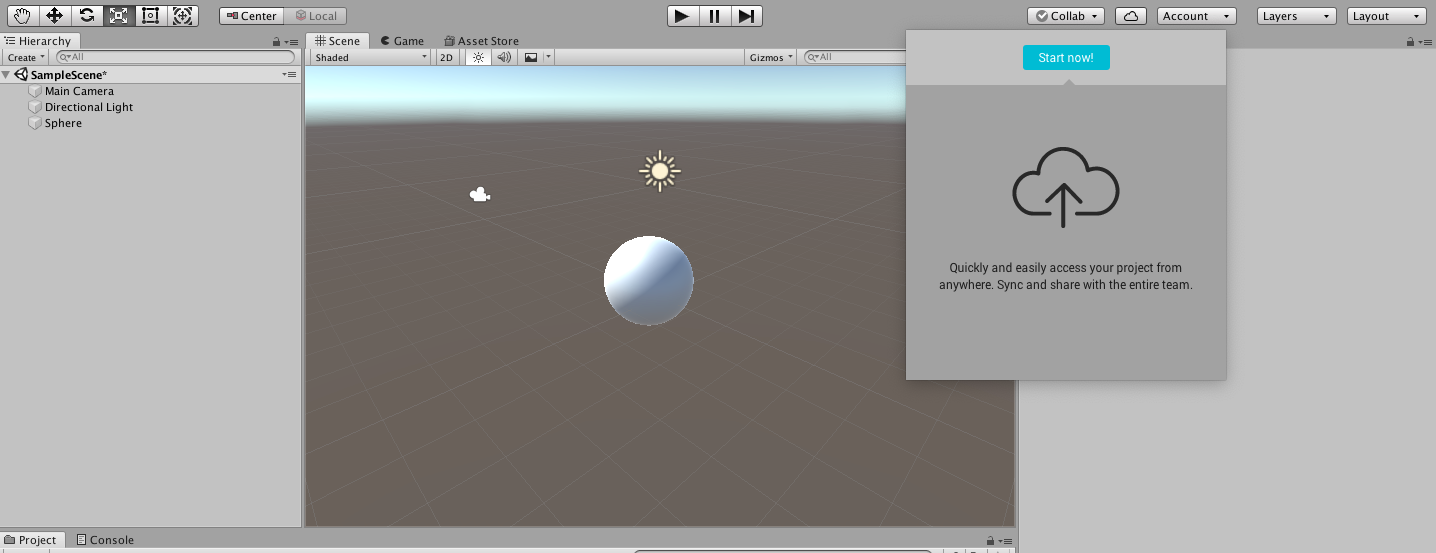 Center Local
Collab Account Layers Layout
Hierarchy
Create All
SampleScene*
Main Camera
Directional Light
Sphere
Scene Game Asset Store
Shaded 2D Gizmos All
Start now!
Quickly and easily access your project from
anywhere. Sync and share with the entire team.
Project Console